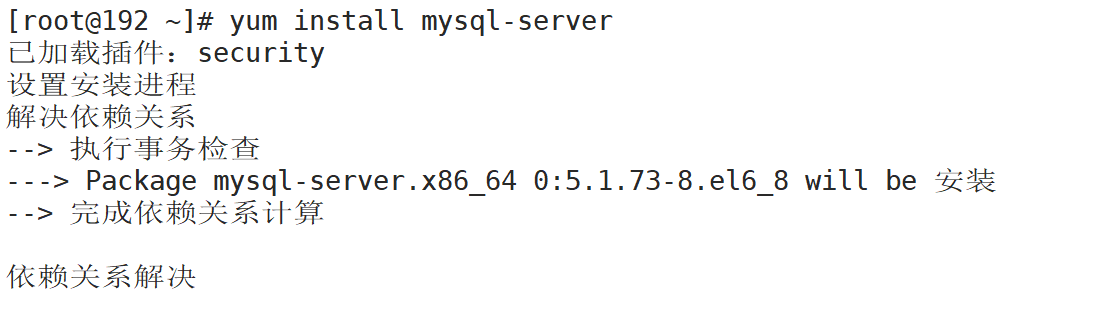 [root@192 ~]# yum install mysql-server
已加载插件：security
设置安装进程
解决依赖关系
--> 执行事务检查
---> Package mysql-server.x86_64 0:5.1.73-8.el6_8 will be 安装
--> 完成依赖关系计算
依赖关系解决